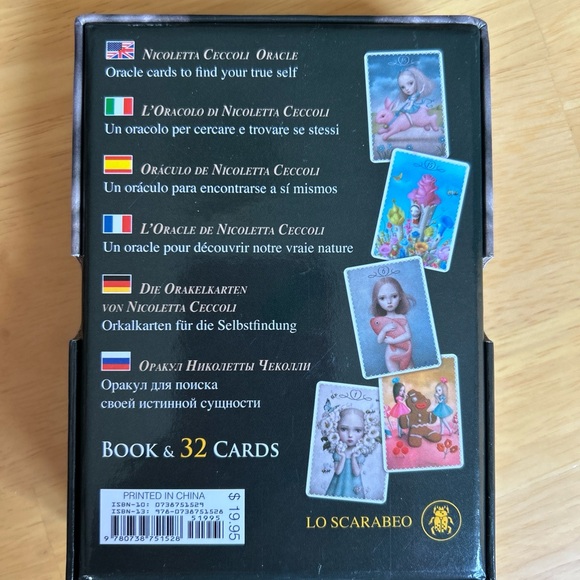 NICOLETTA CECCOLI ORACLE
Oracle cards to find your true self
L'ORACOLO DI NICOLETTA CECCOLI
Un oracolo per cercare e trovare se stessi
ORÁCULO DE NICOLETTA CECCOLI
Un oráculo para encontrarse a sí mismos
L'ORACLE DE NICOLETTA CECCOLI
Un oracle pour découvrir notre vraie nature
DIE ORAKELKARTEN
VON NICOLETTA CECCOLI
Orkalkarten für die Selbstfindung
ОРАКУЛ НИКОЛЕТТЫ ЧЕКОЛЛИ
Оракул для поиска
своей истинной сущности
BOOK & 32 CARDS
PRINTED IN CHINA
ISBN-10: 0738751529
ISBN-13: 978-0738751528
51995
9 780738 751528
$ 19.95
LO SCARABEO